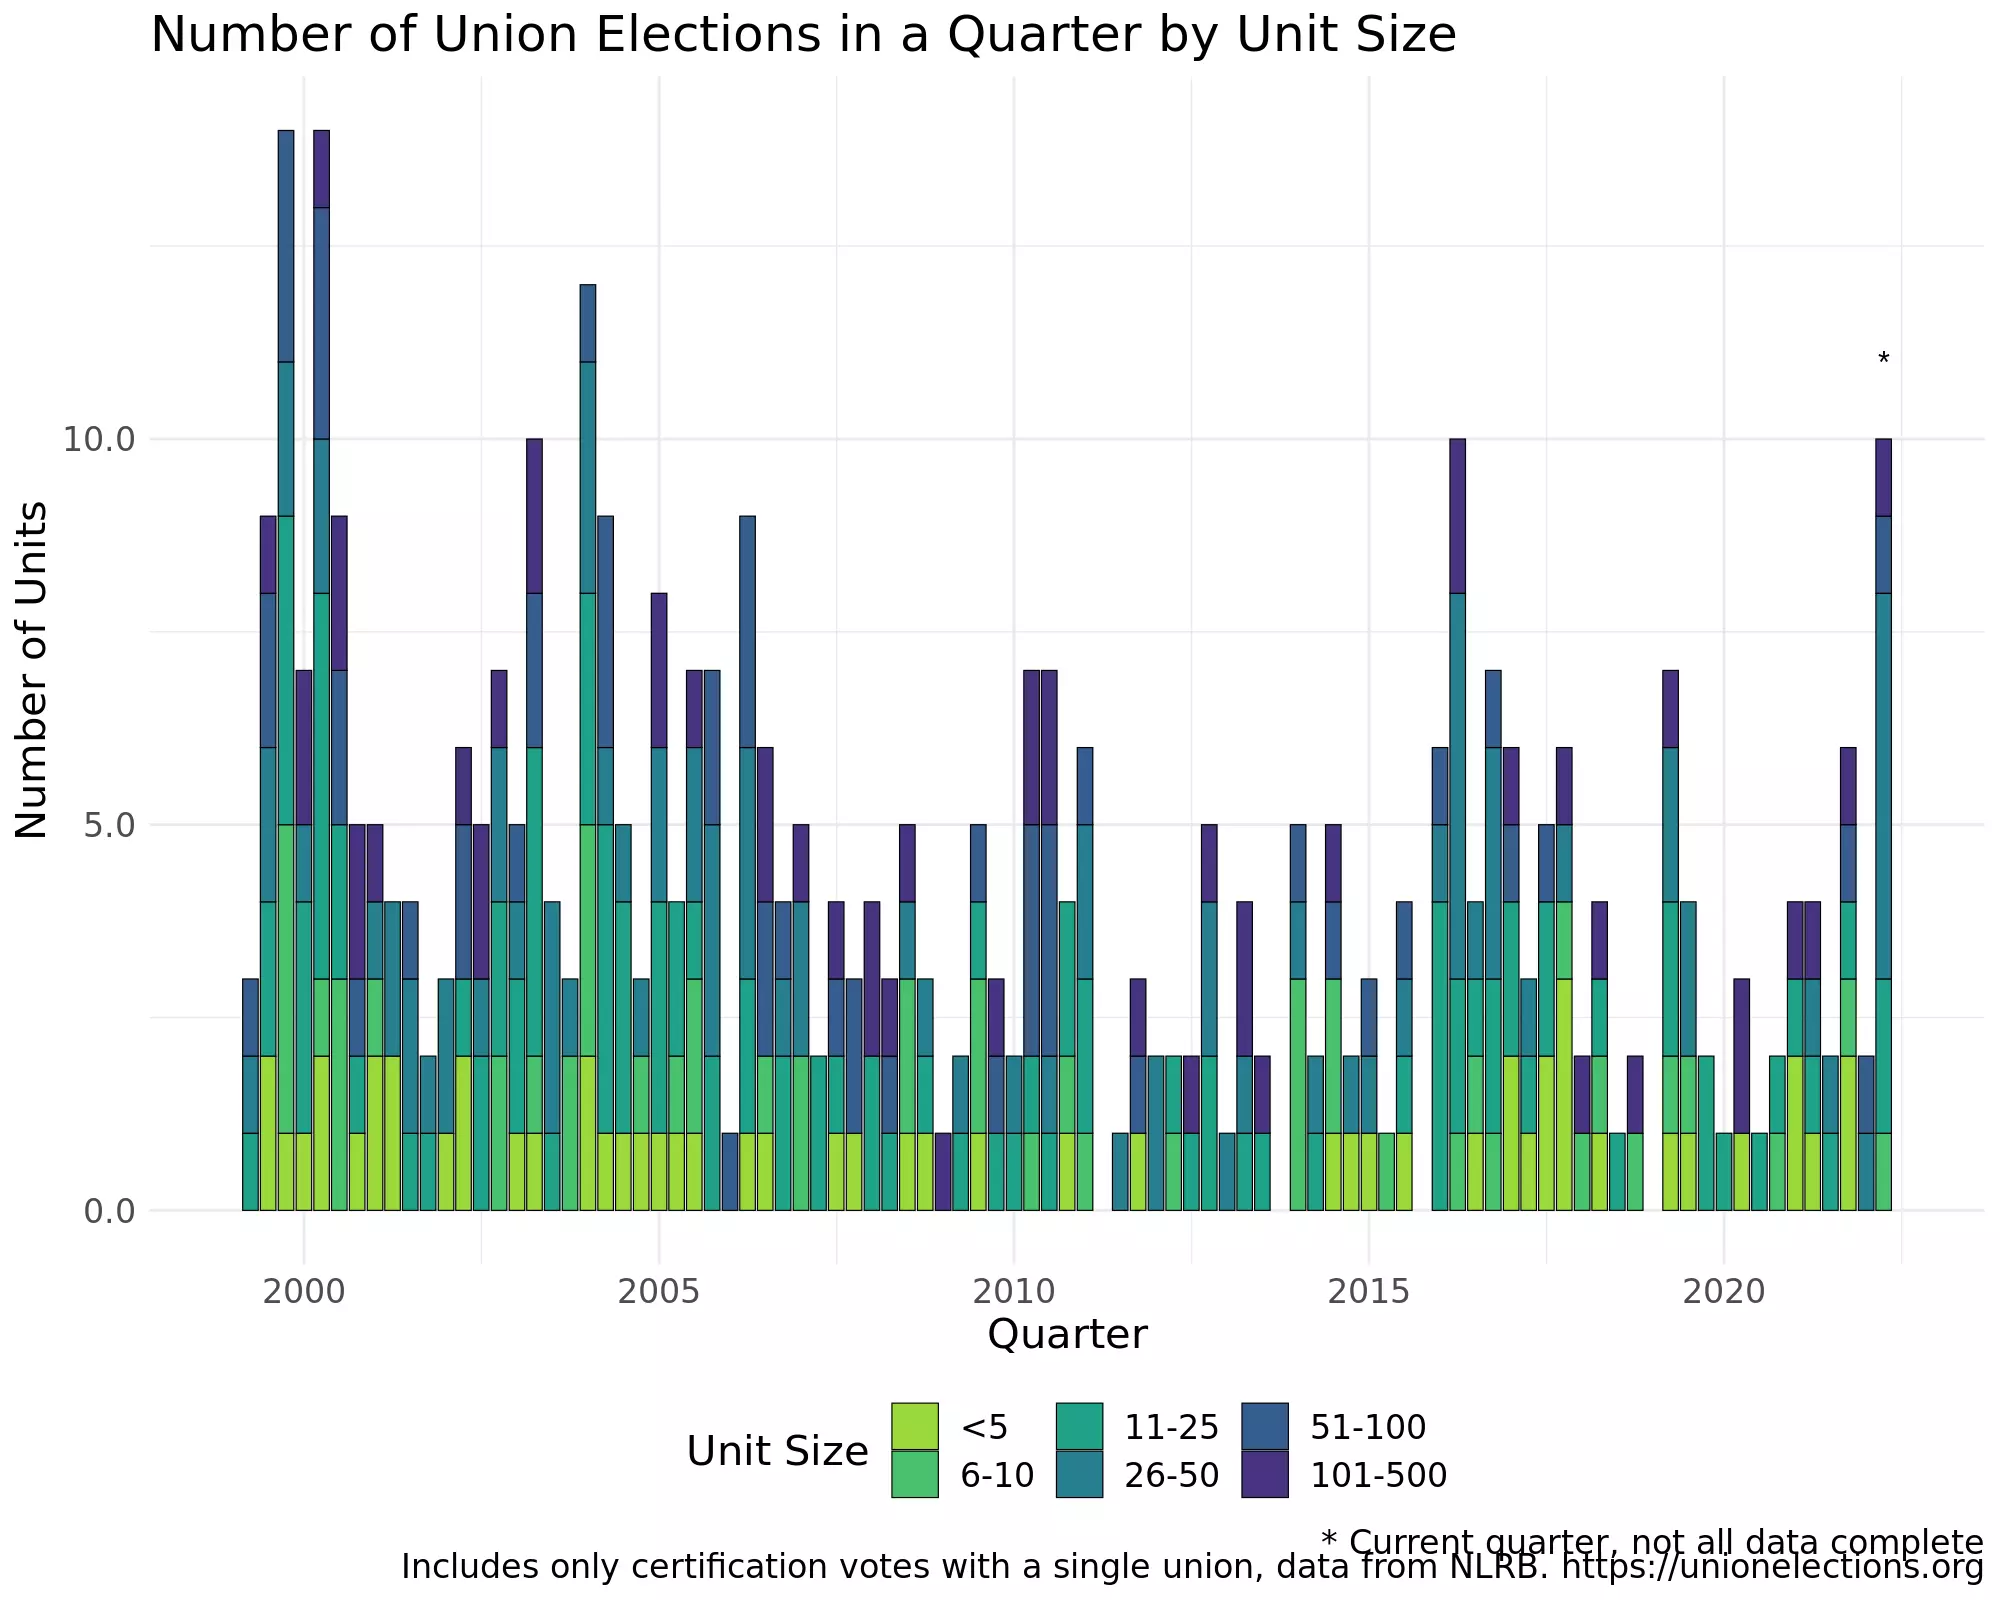 Number of Union Elections in a Quarter by Unit Size
Number of Units
10.0
5.0
0.0
*
2000 2005 2010 2015 2020
Quarter
Unit Size
<5 11-25 51-100
6-10 26-50 101-500
* Current quarter, not all data complete
Includes only certification votes with a single union, data from NLRB. https://unionelections.org